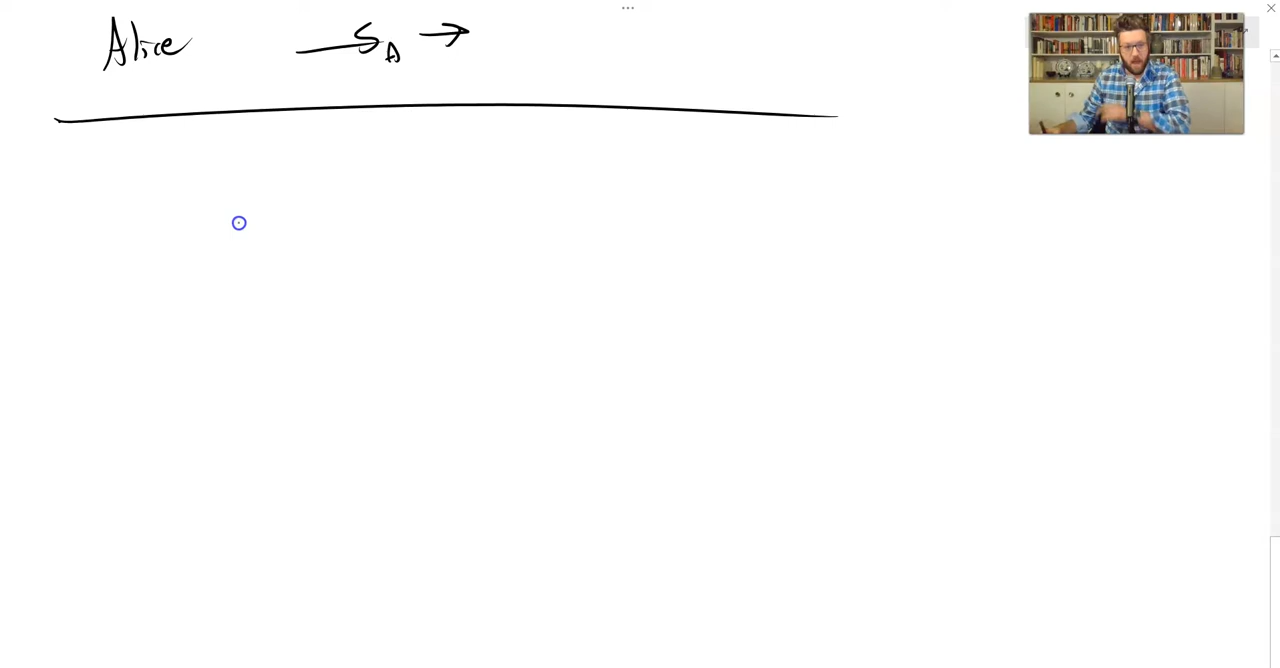 Alice —S_A →